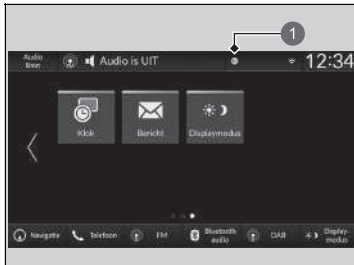 1
Audio
Bron
Audio is UIT
12:34
Klok
Bericht
Displaymodus
Navigatie
Telefoon
FM
Bluetooth
audio
DAB
Display-
modus